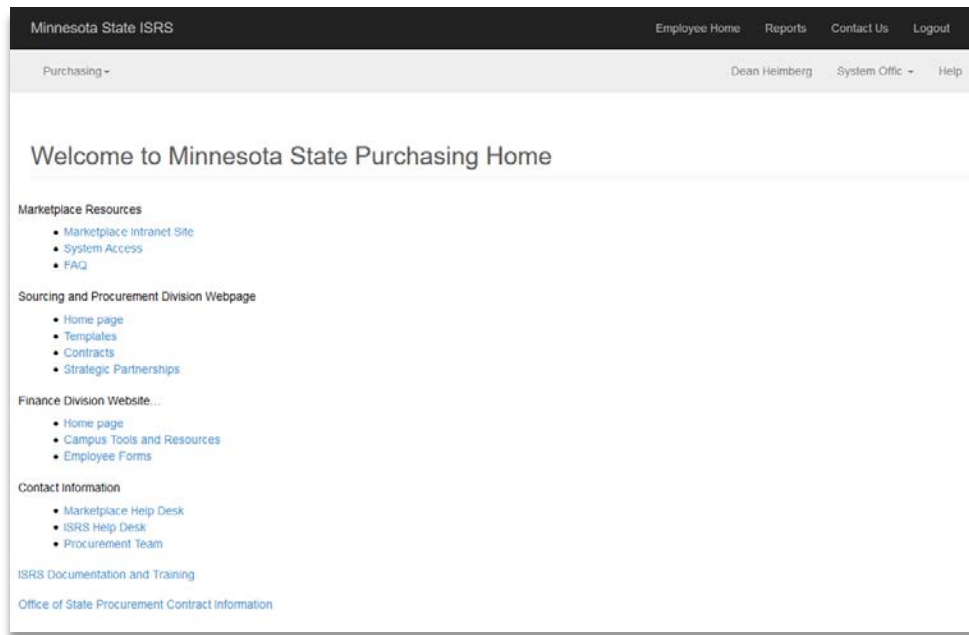 Minnesota State ISRS Employee Home Reports Contact Us Logout
Purchasing Dean Heimberg System Offic Help
Welcome to Minnesota State Purchasing Home
Marketplace Resources
• Marketplace Intranet Site
• System Access
• FAQ
Sourcing and Procurement Division Webpage
• Home page
• Templates
• Contracts
• Strategic Partnerships
Finance Division Website...
• Home page
• Campus Tools and Resources
• Employee Forms
Contact Information
• Marketplace Help Desk
• ISRS Help Desk
• Procurement Team
ISRS Documentation and Training
Office of State Procurement Contract Information